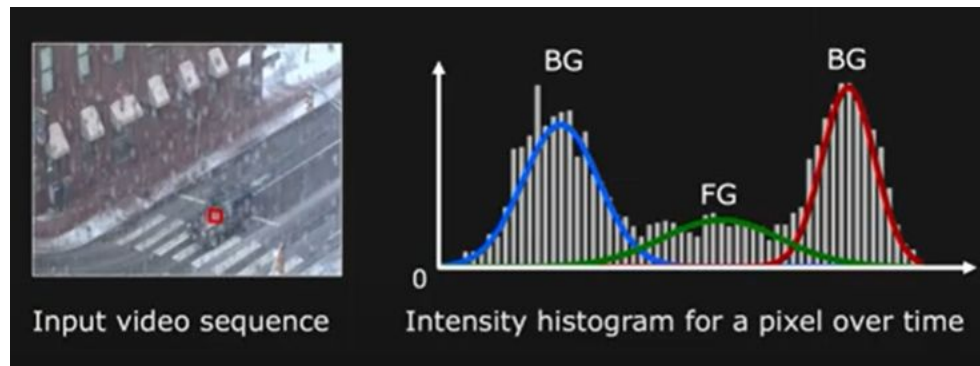 BG
BG
FG
0
Input video sequence
Intensity histogram for a pixel over time